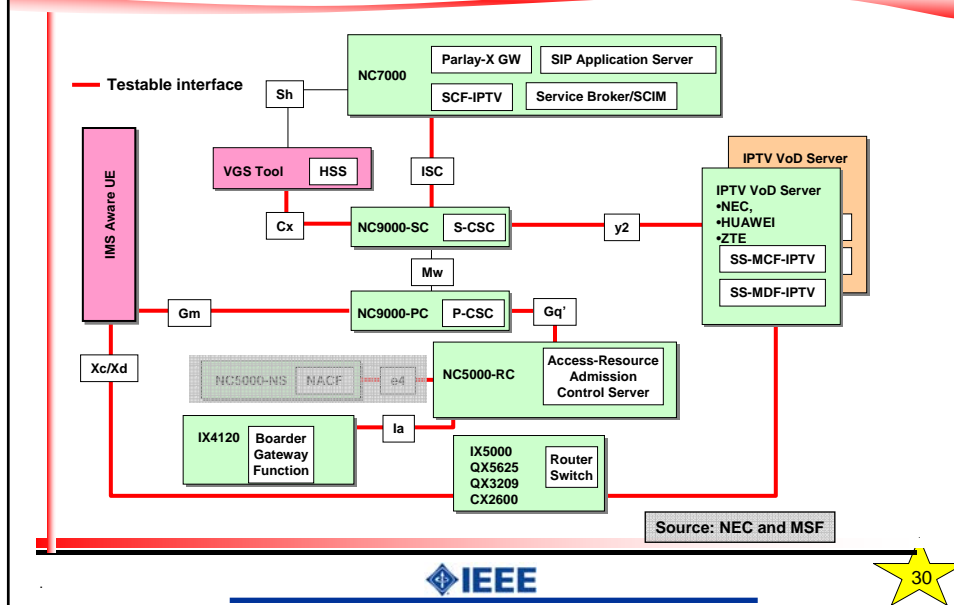 NC7000
Parlay-X GW
SIP Application Server
SCF-IPTV
Service Broker/SCIM
Testable interface
Sh
IMS Aware UE
VGS Tool
HSS
ISC
IPTV VoD Server
IPTV VoD Server
•NEC,
•HUAWEI
•ZTE
SS-MCF-IPTV
SS-MDF-IPTV
Cx
NC9000-SC
S-CSC
y2
Mw
Gm
NC9000-PC
P-CSC
Gq'
Xc/Xd
NC5000-NS
NACF
e4
NC5000-RC
Access-Resource
Admission
Control Server
IX4120
Boarder
Gateway
Function
Ia
IX5000
QX5625
QX3209
CX2600
Router
Switch
Source: NEC and MSF
IEEE
30